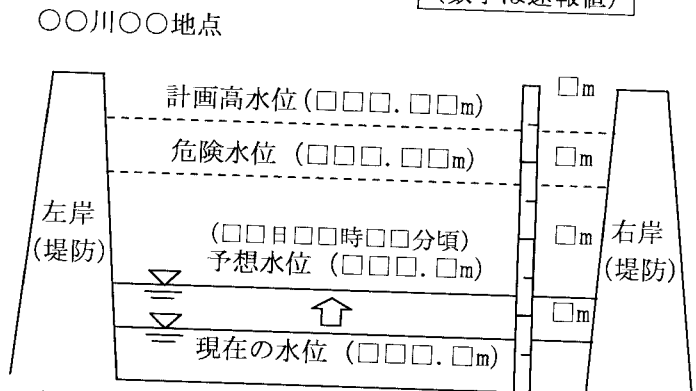 (数字は速報値)
○○川○○地点
計画高水位(□□□.□□m)
□m
危険水位 (□□□.□□m)
□m
左岸
(堤防)
(□□日□□時□□分頃)
予想水位 (□□□.□m)
□m
右岸
(堤防)
□m
現在の水位 (□□□.□m)